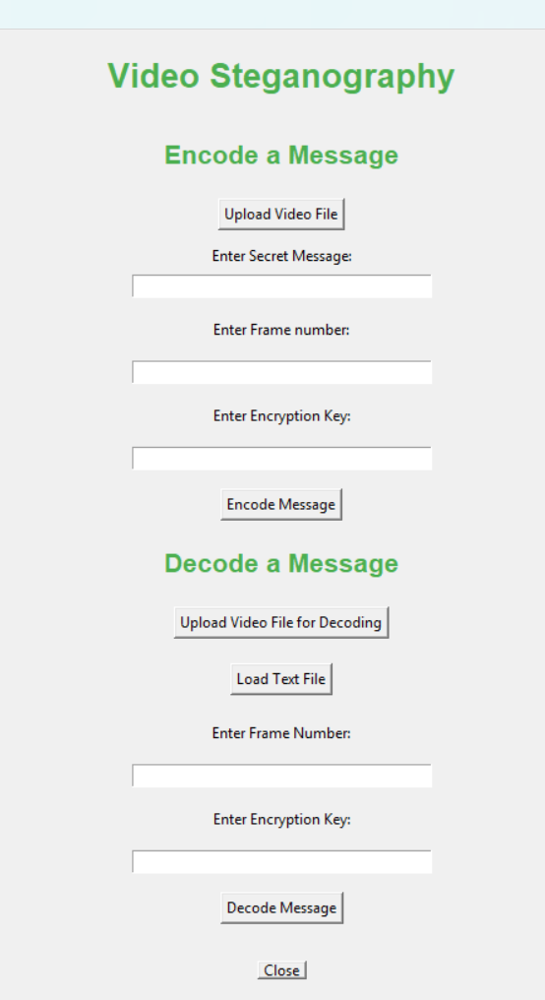 Video Steganography
Encode a Message
Upload Video File
Enter Secret Message:
Enter Frame number:
Enter Encryption Key:
Encode Message
Decode a Message
Upload Video File for Decoding
Load Text File
Enter Frame Number:
Enter Encryption Key:
Decode Message
Close